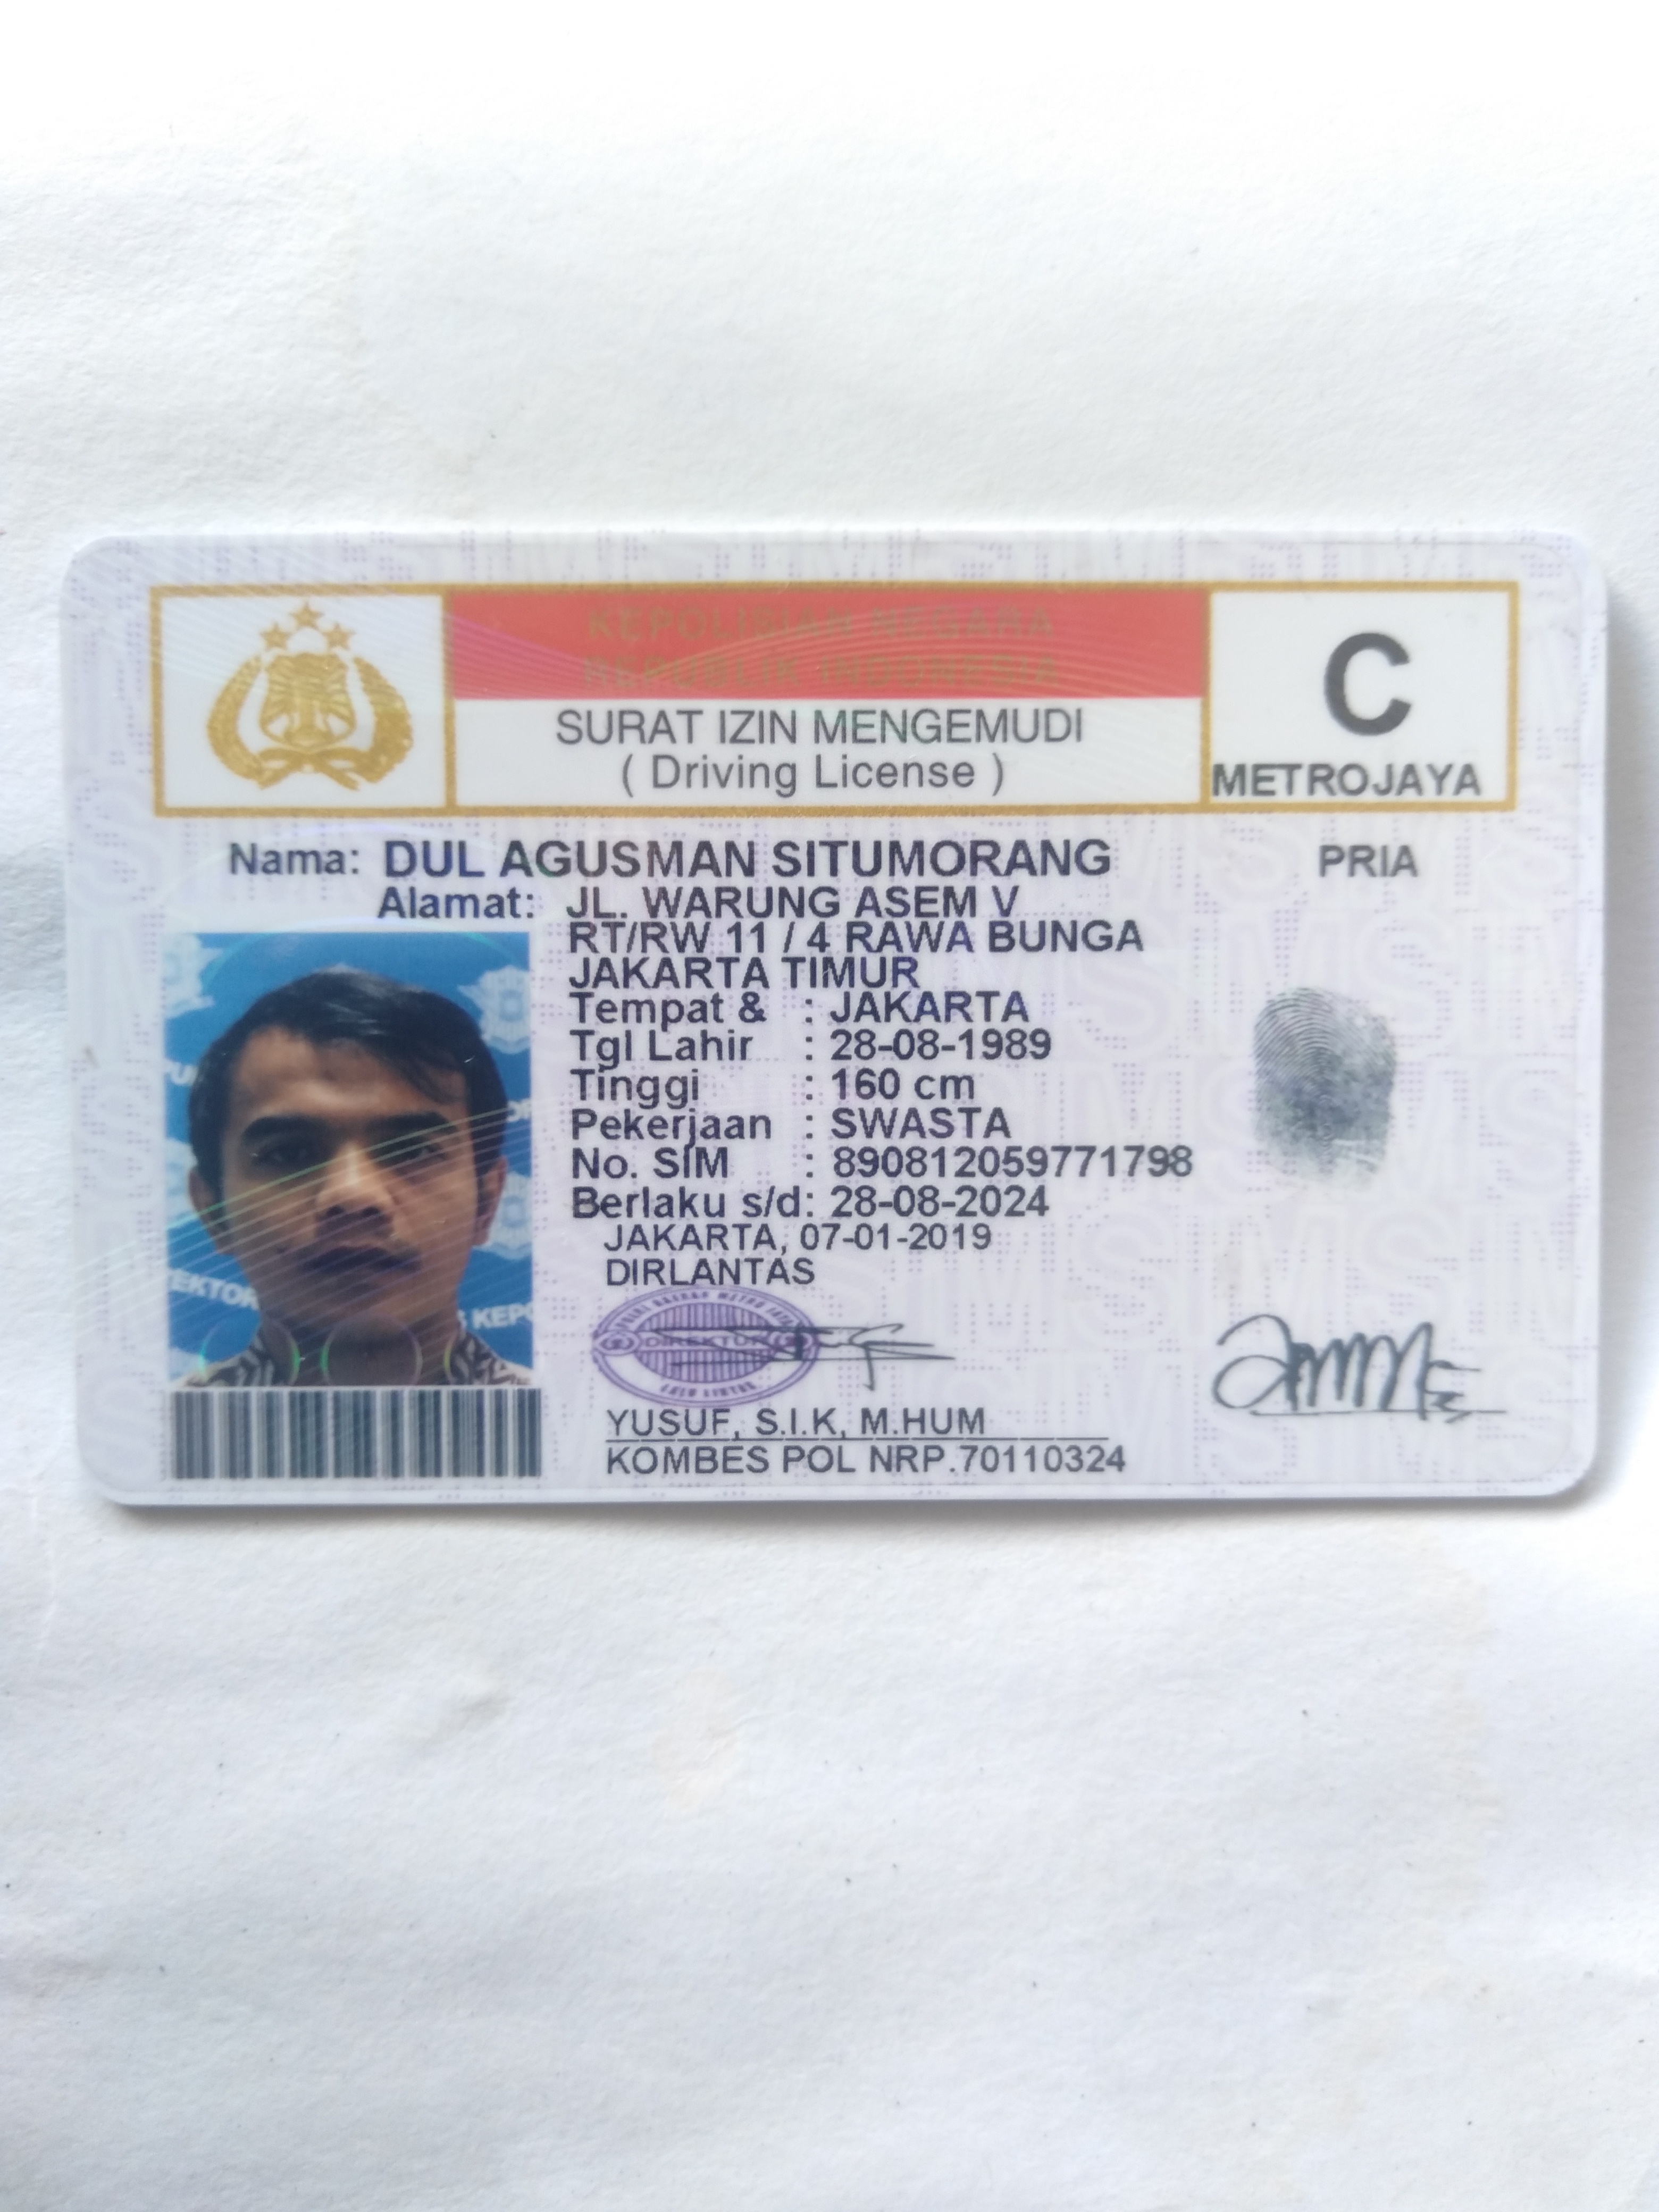 KEPOLISIAN NEGARA
REPUBLIK INDONESIA
SURAT IZIN MENGEMUDI
( Driving License )
C
METROJAYA
Nama: DUL AGUSMAN SITUMORANG
PRIA
Alamat: JL. WARUNG ASEM V
RT/RW 11 / 4 RAWA BUNGA
JAKARTA TIMUR
Tempat & : JAKARTA
Tgl Lahir : 28-08-1989
Tinggi : 160 cm
Pekerjaan : SWASTA
No. SIM : 890812059771798
Berlaku s/d: 28-08-2024
JAKARTA, 07-01-2019
DIRLANTAS
DIREKTUR
LALU LINTAS
YUSUF, S.I.K, M.HUM
KOMBES POL NRP.70110324